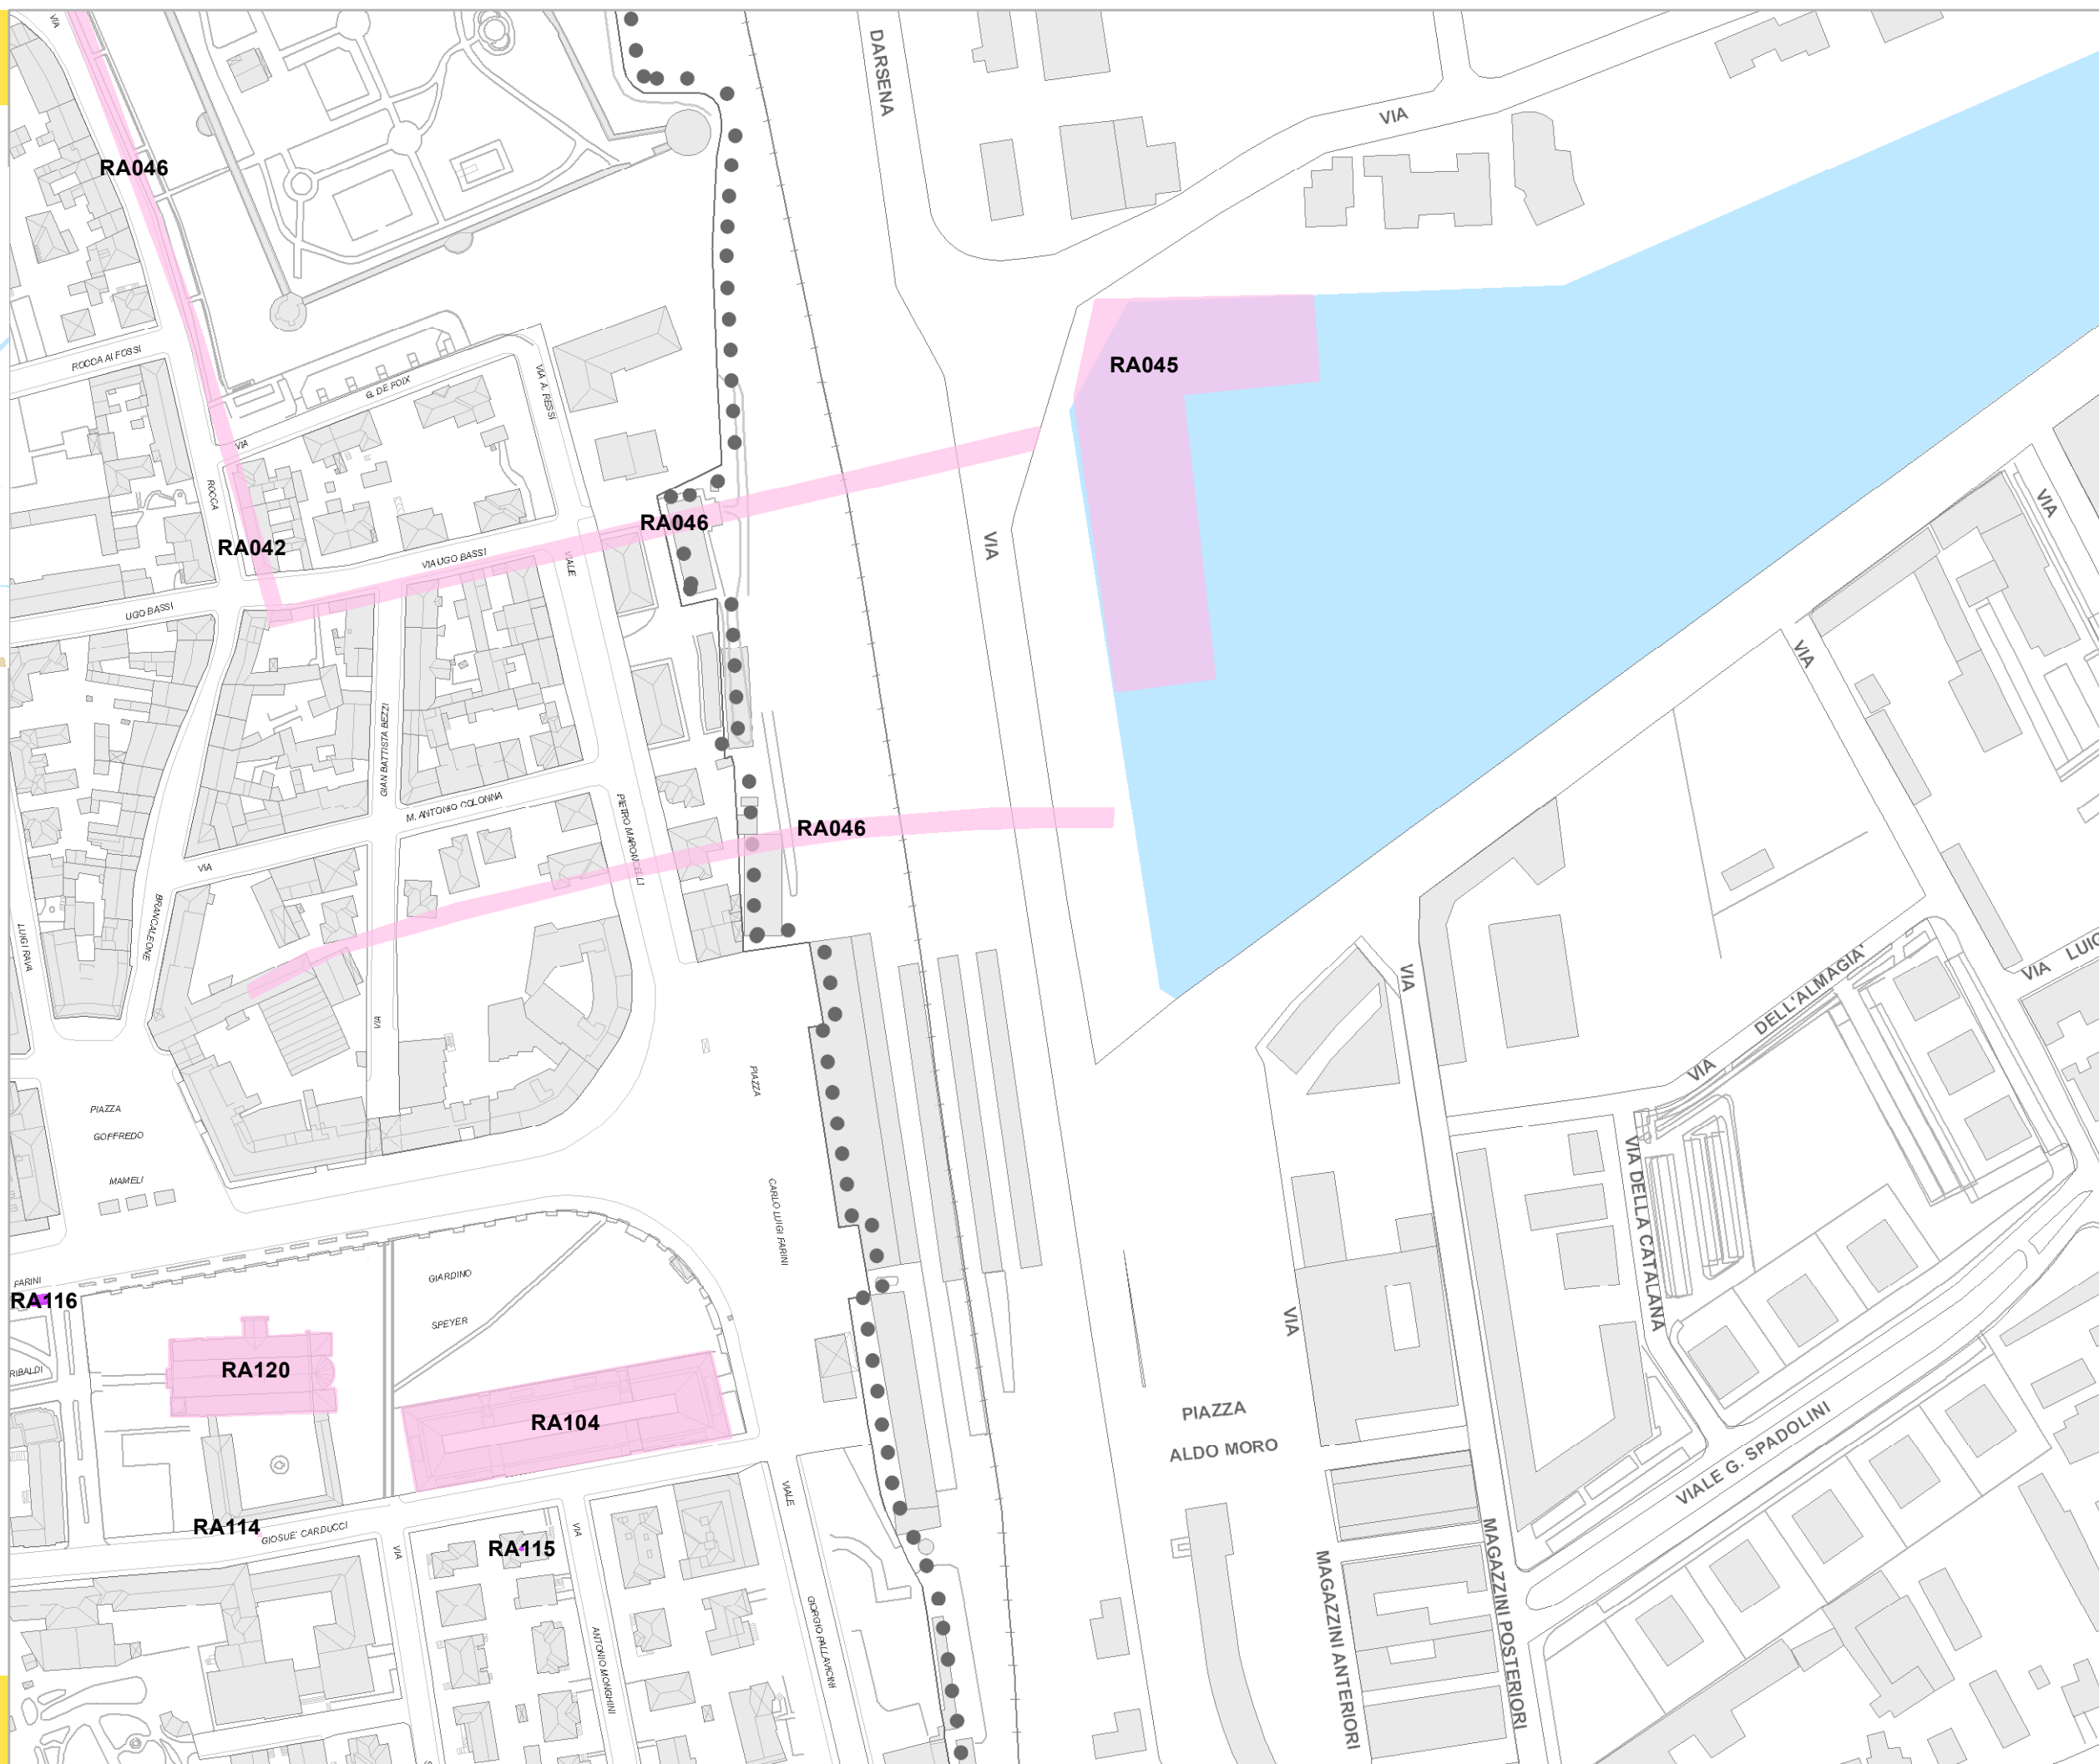 VIA
DARSENA
VIA
RA046
ROCCA AI FOSSI
RA045
G. DE FOIX
VIA A. RESSI
VIA
ROCCA
RA046
RA042
VIA UGO BASSI
VIALE
VIA
VIA
UGO BASSI
VIA
GIAN BATTISTA BEZZI
M. ANTONIO COLONNA
PIETRO MARONCELLI
RA046
VIA
BRANCALEONE
LUIGI RAVA
VIA
VIA LUIG
DELL'ALMAGIA'
VIA
VIA
PIAZZA
PIAZZA
GOFFREDO
MAMELI
CARLO LUIGI FARINI
VIA DELLA CATALANA
FARINI
RA116
GIARDINO
SPEYER
VIA
RIBALDI
RA120
RA104
PIAZZA
ALDO MORO
VIALE G. SPADOLINI
VIALE
RA114
GIOSUE' CARDUCCI
VIA
VIA
RA115
MAGAZZINI ANTERIORI
MAGAZZINI POSTERIORI
ANTONIO MONGHINI
GIORGIO PALLAVICINI